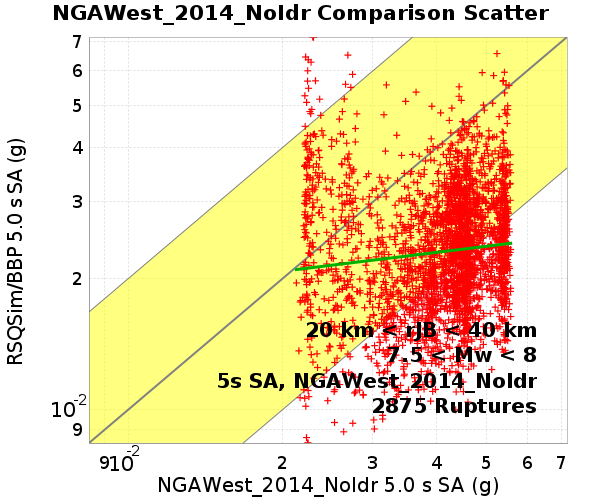 NGAWest_2014_NoIdr Comparison Scatter
RSQSim/BBP 5.0 s SA (g)
7
6
5
4
3
2
10-2
9
20 km < rJB < 40 km
7.5 < Mw < 8
5s SA, NGAWest_2014_NoIdr
2875 Ruptures
9 10-2 2 3 4 5 6 7
NGAWest_2014_NoIdr 5.0 s SA (g)